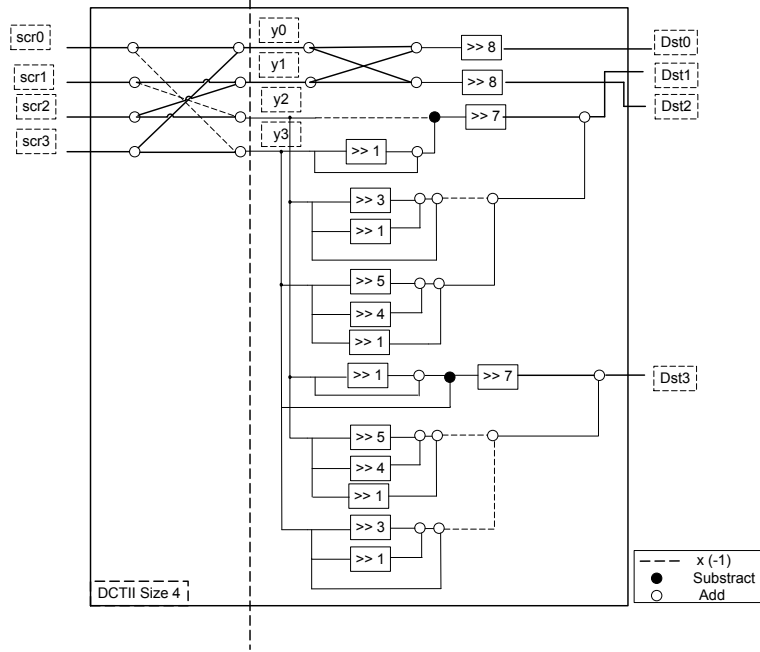 scr0
scr1
scr2
scr3
y0
y1
y2
y3
>> 8
>> 8
>> 7
>> 1
>> 3
>> 1
>> 5
>> 4
>> 1
>> 1
>> 7
>> 5
>> 4
>> 1
>> 3
>> 1
Dst0
Dst1
Dst2
Dst3
DCTII Size 4
x (-1)
Substract
Add